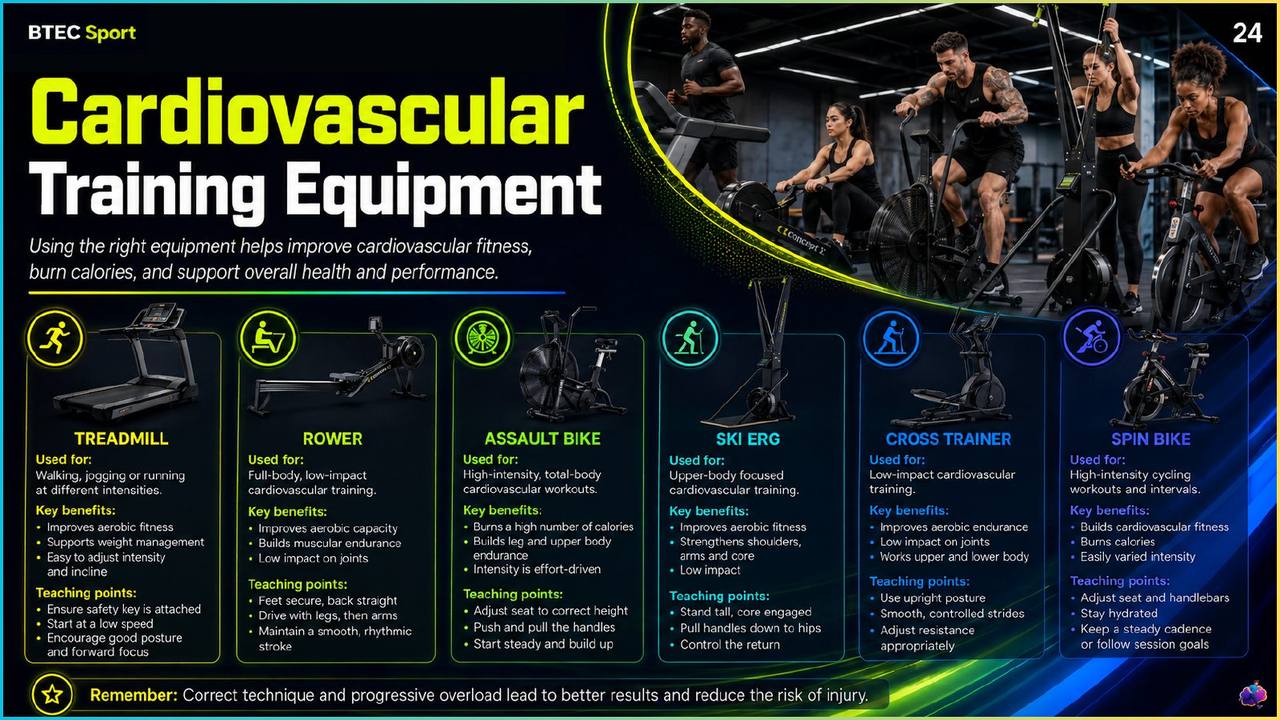 BTEC Sport
24
Cardiovascular
Training Equipment
Using the right equipment helps improve cardiovascular fitness,
burn calories, and support overall health and performance.
TREADMILL
Used for:
Walking, jogging or running
at different intensities.
Key benefits:
• Improves aerobic fitness
• Supports weight management
• Easy to adjust intensity
and incline
Teaching points:
• Ensure safety key is attached
• Start at a low speed
• Encourage good posture
and forward focus
ROWER
Used for:
Full-body, low-impact
cardiovascular training.
Key benefits:
• Improves aerobic capacity
• Builds muscular endurance
• Low impact on joints
Teaching points:
• Feet secure, back straight
• Drive with legs, then arms
• Maintain a smooth, rhythmic
stroke
ASSAULT BIKE
Used for:
High-intensity, total-body
cardiovascular workouts.
Key benefits:
• Burns a high number of calories
• Builds leg and upper body
endurance
• Intensity is effort-driven
Teaching points:
• Adjust seat to correct height
• Push and pull the handles
• Start steady and build up
SKI ERG
Used for:
Upper-body focused
cardiovascular training.
Key benefits:
• Improves aerobic fitness
• Strengthens shoulders,
arms and core
• Low impact
Teaching points:
• Stand tall, core engaged
• Pull handles down to hips
• Control the return
CROSS TRAINER
Used for:
Low-impact cardiovascular
training.
Key benefits:
• Improves aerobic endurance
• Low impact on joints
• Works upper and lower body
Teaching points:
• Use upright posture
• Smooth, controlled strides
• Adjust resistance
appropriately
SPIN BIKE
Used for:
High-intensity cycling
workouts and intervals.
Key benefits:
• Builds cardiovascular fitness
• Burns calories
• Easily varied intensity
Teaching points:
• Adjust seat and handlebars
• Stay hydrated
• Keep a steady cadence
or follow session goals
Remember: Correct technique and progressive overload lead to better results and reduce the risk of injury.